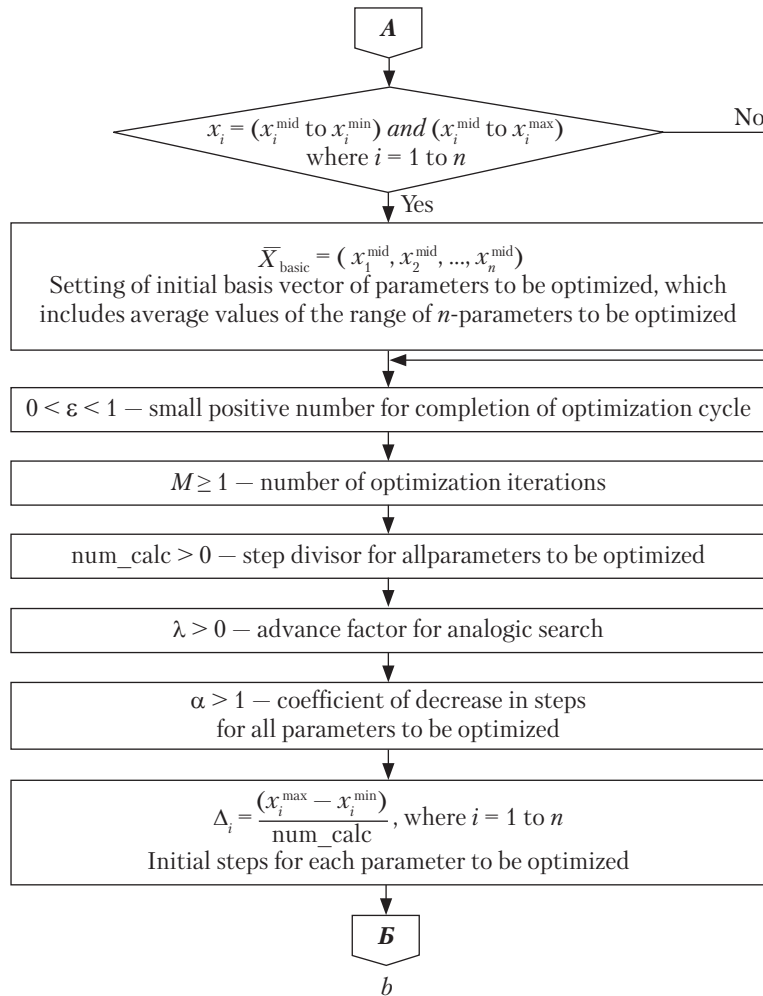 А
x_i = (x_i^mid to x_i^min) and (x_i^mid to x_i^max)
where i = 1 to n
No
Yes
X̅_basic = ( x_1^mid, x_2^mid, ..., x_n^mid)
Setting of initial basis vector of parameters to be optimized, which
includes average values of the range of n-parameters to be optimized
0 < ε < 1 – small positive number for completion of optimization cycle
M ≥ 1 – number of optimization iterations
num_calc > 0 – step divisor for allparameters to be optimized
λ > 0 – advance factor for analogic search
α > 1 – coefficient of decrease in steps
for all parameters to be optimized
Δ_i = (x_i^max – x_i^min) / num_calc, where i = 1 to n
Initial steps for each parameter to be optimized
Б
b